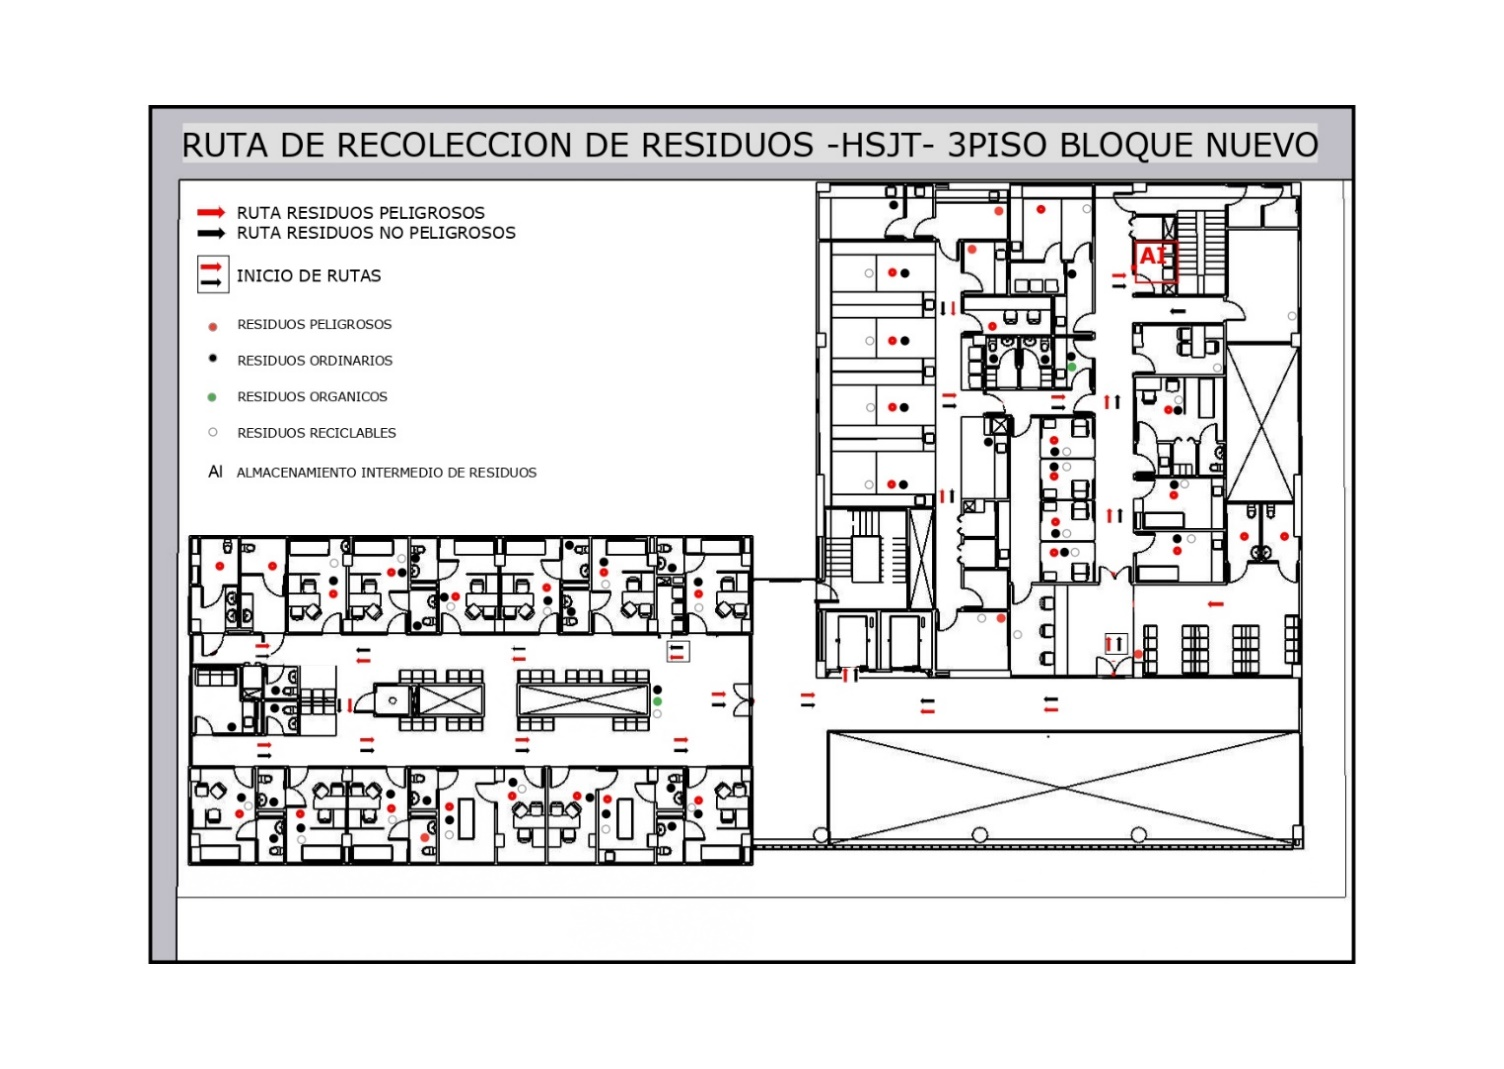 RUTA DE RECOLECCION DE RESIDUOS -HSJT- 3PISO BLOQUE NUEVO
RUTA RESIDUOS PELIGROSOS
RUTA RESIDUOS NO PELIGROSOS
INICIO DE RUTAS
RESIDUOS PELIGROSOS
RESIDUOS ORDINARIOS
RESIDUOS ORGANICOS
RESIDUOS RECICLABLES
AI ALMACENAMIENTO INTERMEDIO DE RESIDUOS
AI